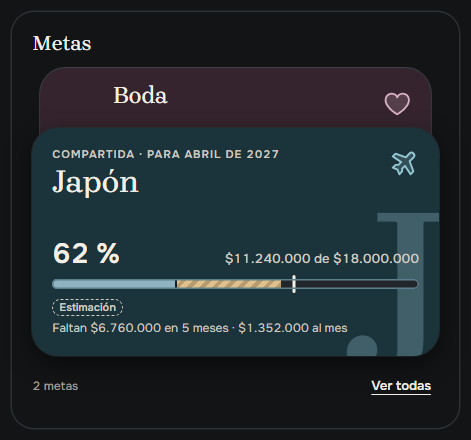 Metas
Boda
COMPARTIDA · PARA ABRIL DE 2027
Japón
62 %
$11.240.000 de $18.000.000
Estimación
Faltan $6.760.000 en 5 meses · $1.352.000 al mes
J
2 metas
Ver todas